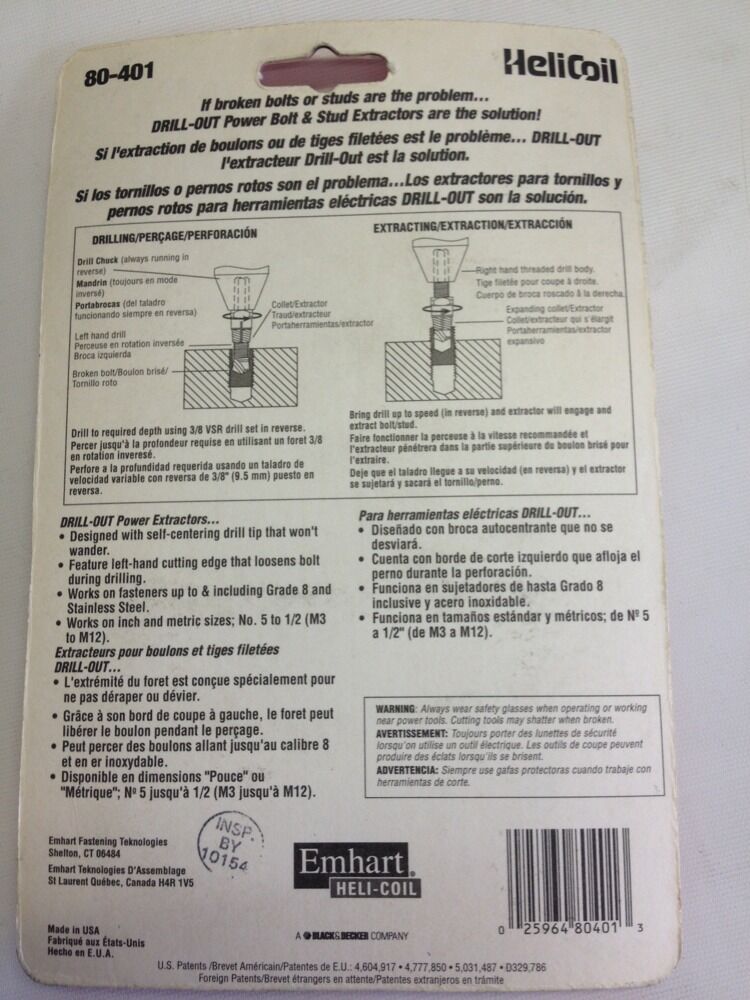 80-401
HeliCoil
If broken bolts or studs are the problem...
DRILL-OUT Power Bolt & Stud Extractors are the solution!
Si l'extraction de boulons ou de tiges filetées est le problème... DRILL-OUT
l'extracteur Drill-Out est la solution.
Si los tornillos o pernos rotos son el problema...Los extractores para tornillos y
pernos rotos para herramientas eléctricas DRILL-OUT son la solución.
DRILLING/PERÇAGE/PERFORACIÓN
Drill Chuck (always running in
reverse)
Mandrin (toujours en mode
inversé)
Portabrocas (del taladro
funcionando siempre en reversa)
Collet/Extractor
Traud/extracteur
Portaherramientas/extractor
Left hand drill
Perceuse en rotation inversée
Broca izquierda
Broken bolt/Boulon brisé/
Tornillo roto
Drill to required depth using 3/8 VSR drill set in reverse.
Percer jusqu'à la profondeur requise en utilisant un foret 3/8
en rotation inveresé.
Perfore a la profundidad requerida usando un taladro de
velocidad variable con reversa de 3/8" (9.5 mm) puesto en
reversa.
EXTRACTING/EXTRACTION/EXTRACCIÓN
Right hand threaded drill body.
Tige filetée pour coupe à droite.
Cuerpo de broca roscado a la derecha.
Expanding collet/Extractor
Collet/extracteur qui s'élargit
Portaherramientas/extractor
expansivo
Bring drill up to speed (in reverse) and extractor will engage and
extract bolt/stud.
Faire fonctionner la perceuse à la vitesse recommandée et
l'extracteur pénétrera dans la partie supérieure du boulon brisé pour
l'extraire.
Deje que el taladro llegue a su velocidad (en reversa) y el extractor
se sujetará y sacará el tornillo/perno.
DRILL-OUT Power Extractors...
• Designed with self-centering drill tip that won't
wander.
• Feature left-hand cutting edge that loosens bolt
during drilling.
• Works on fasteners up to & including Grade 8 and
Stainless Steel.
• Works on inch and metric sizes; No. 5 to 1/2 (M3
to M12).
Extracteurs pour boulons et tiges filetées
DRILL-OUT...
• L'extrémité du foret est conçue spécialement pour
ne pas déraper ou dévier.
• Grâce à son bord de coupe à gauche, le foret peut
libérer le boulon pendant le perçage.
• Peut percer des boulons allant jusqu'au calibre 8
et en er inoxydable.
• Disponible en dimensions "Pouce" ou
"Métrique"; Nº 5 jusqu'à 1/2 (M3 jusqu'à M12).
Para herramientas eléctricas DRILL-OUT...
• Diseñado con broca autocentrante que no se
desviará.
• Cuenta con borde de corte izquierdo que afloja el
perno durante la perforación.
• Funciona en sujetadores de hasta Grado 8
inclusive y acero inoxidable.
• Funciona en tamaños estándar y métricos; de Nº 5
a 1/2" (de M3 a M12).
WARNING: Always wear safety glasses when operating or working
near power tools. Cutting tools may shatter when broken.
AVERTISSEMENT: Toujours porter des lunettes de sécurité
lorsqu'on utilise un outil électrique. Les outils de coupe peuvent
produire des éclats lorsqu'ils se brisent.
ADVERTENCIA: Siempre use gafas protectoras cuando trabaje con
herramientas de corte.
Emhart Fastening Teknologies
Shelton, CT 06484
Emhart Teknologies D'Assemblage
St Laurent Québec, Canada H4R 1V5
INSP.
BY
10154
Emhart®
HELI-COIL
A BLACK & DECKER COMPANY
0 25964 80401 3
Made in USA
Fabriqué aux États-Unis
Hecho en E.U.A.
U.S. Patents /Brevet Américain/Patentes de E.U.: 4,604,917 • 4,777,850 • 5,031,487 • D329,786
Foreign Patents/Brevet étrangers en attente/Patentes extranjeros en trámite